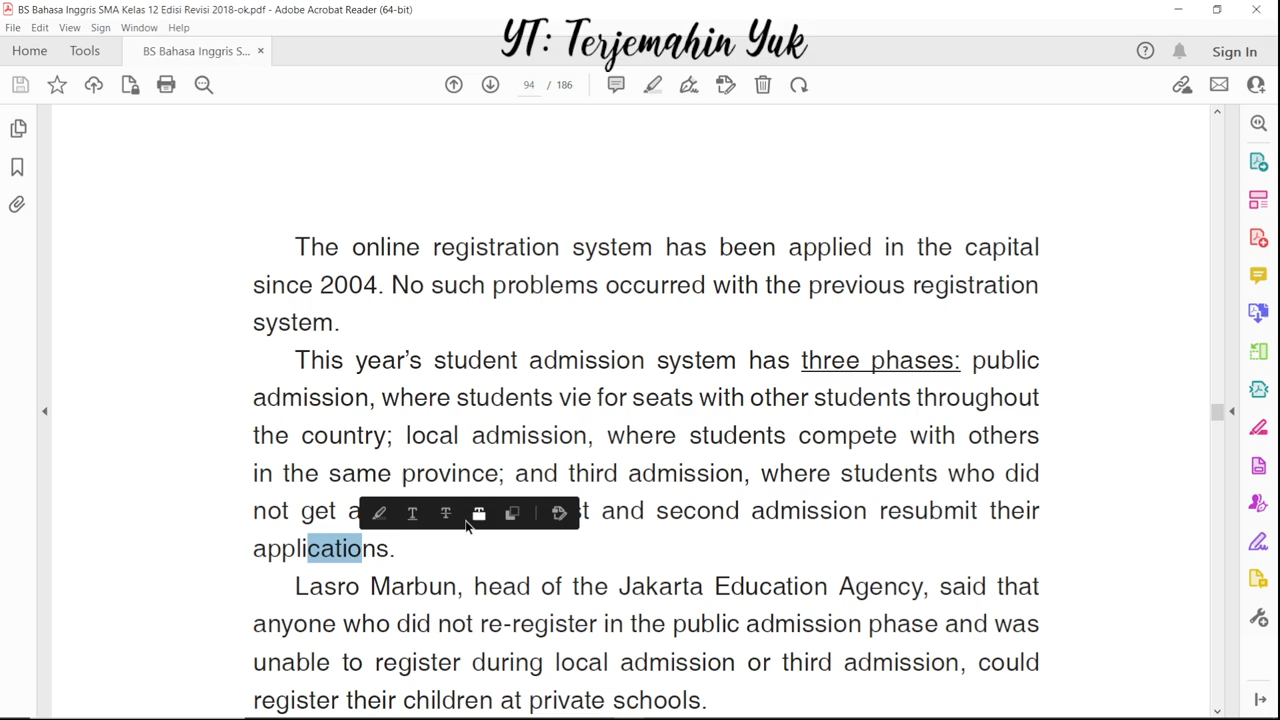 BS Bahasa Inggris SMA Kelas 12 Edisi Revisi 2018-ok.pdf - Adobe Acrobat Reader (64-bit)
File Edit View Sign Window Help
YT: Terjemahin Yuk
Home Tools BS Bahasa Inggris S... × Sign In
94 / 186
The online registration system has been applied in the capital
since 2004. No such problems occurred with the previous registration
system.
This year's student admission system has three phases: public
admission, where students vie for seats with other students throughout
the country; local admission, where students compete with others
in the same province; and third admission, where students who did
not get a st and second admission resubmit their
applications.
Lasro Marbun, head of the Jakarta Education Agency, said that
anyone who did not re-register in the public admission phase and was
unable to register during local admission or third admission, could
register their children at private schools.